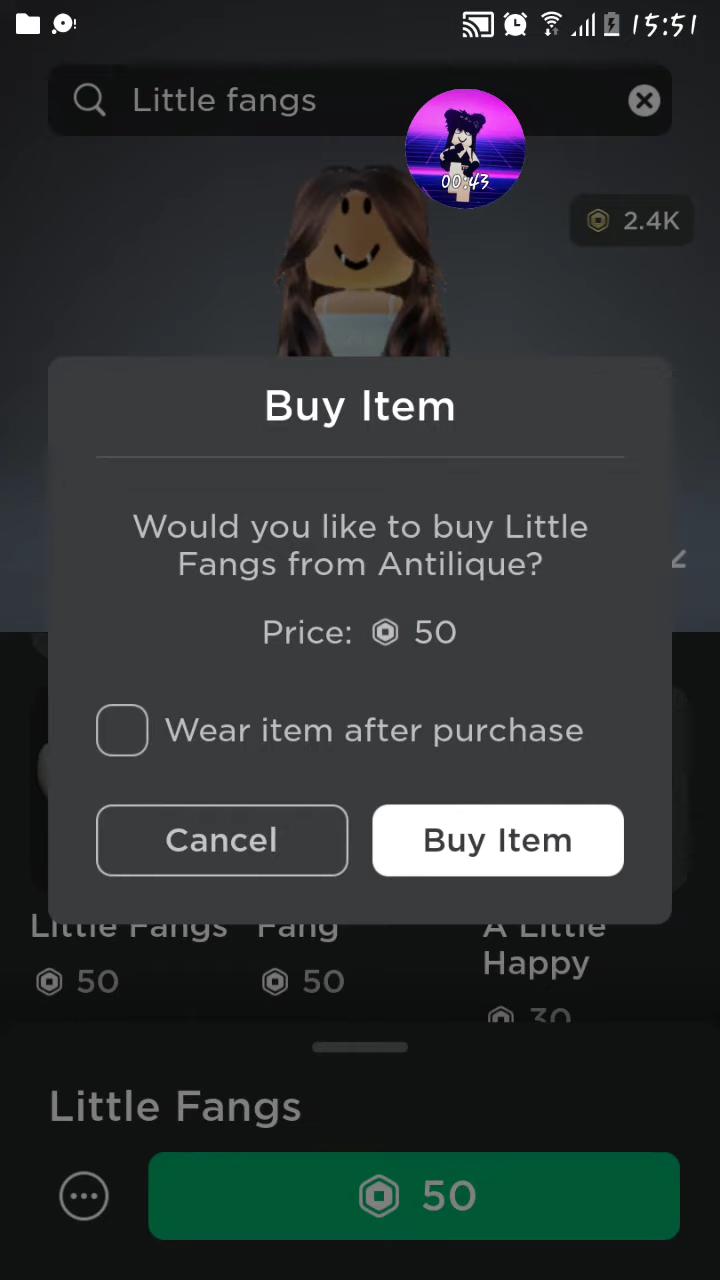 15:51
Little fangs
00:43
2.4K
Buy Item
Would you like to buy Little
Fangs from Antilique?
Price: 50
Wear item after purchase
Cancel
Buy Item
Little Fangs
Fang
A Little
Happy
50
50
30
Little Fangs
50